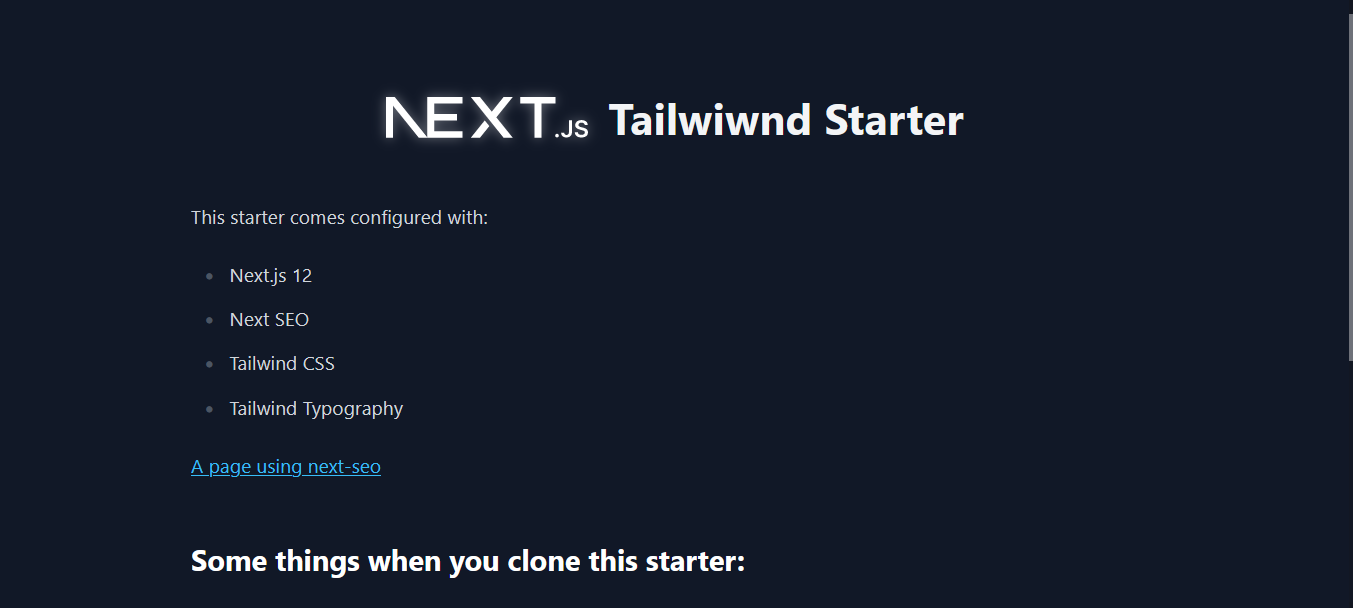 NEXT.JS Tailwiwnd Starter
This starter comes configured with:
Next.js 12
Next SEO
Tailwind CSS
Tailwind Typography
A page using next-seo
Some things when you clone this starter: